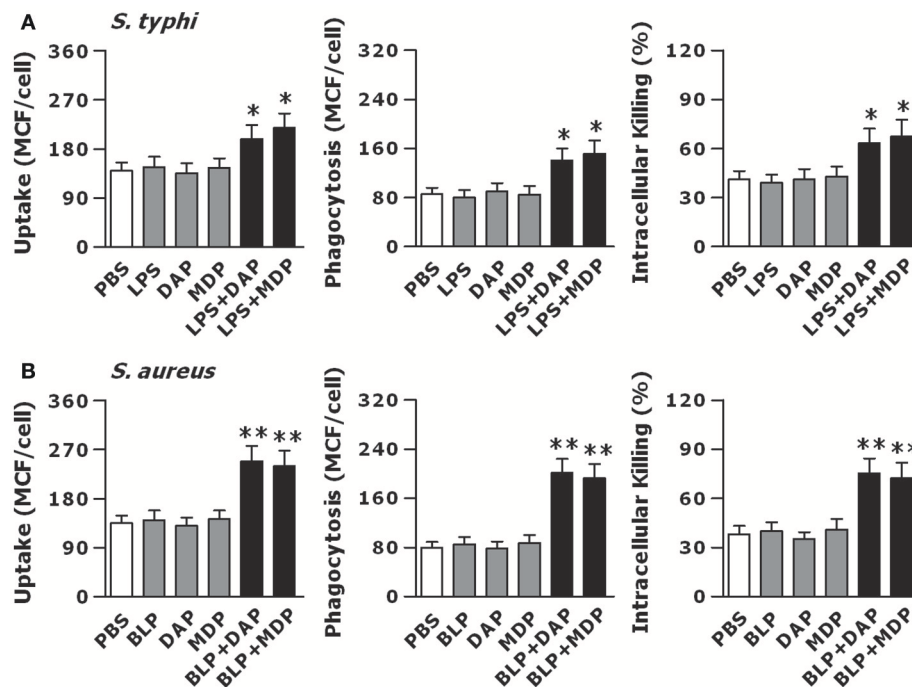 A
S. typhi
Uptake (MCF/cell)
360
270
180
90
0
* *
PBS
LPS
DAP
MDP
LPS+DAP
LPS+MDP
Phagocytosis (MCF/cell)
320
240
160
80
0
* *
PBS
LPS
DAP
MDP
LPS+DAP
LPS+MDP
Intracellular Killing (%)
120
90
60
30
0
* *
PBS
LPS
DAP
MDP
LPS+DAP
LPS+MDP
B
S. aureus
Uptake (MCF/cell)
360
270
180
90
0
** **
PBS
BLP
DAP
MDP
BLP+DAP
BLP+MDP
Phagocytosis (MCF/cell)
320
240
160
80
0
** **
PBS
BLP
DAP
MDP
BLP+DAP
BLP+MDP
Intracellular Killing (%)
120
90
60
30
0
** **
PBS
BLP
DAP
MDP
BLP+DAP
BLP+MDP